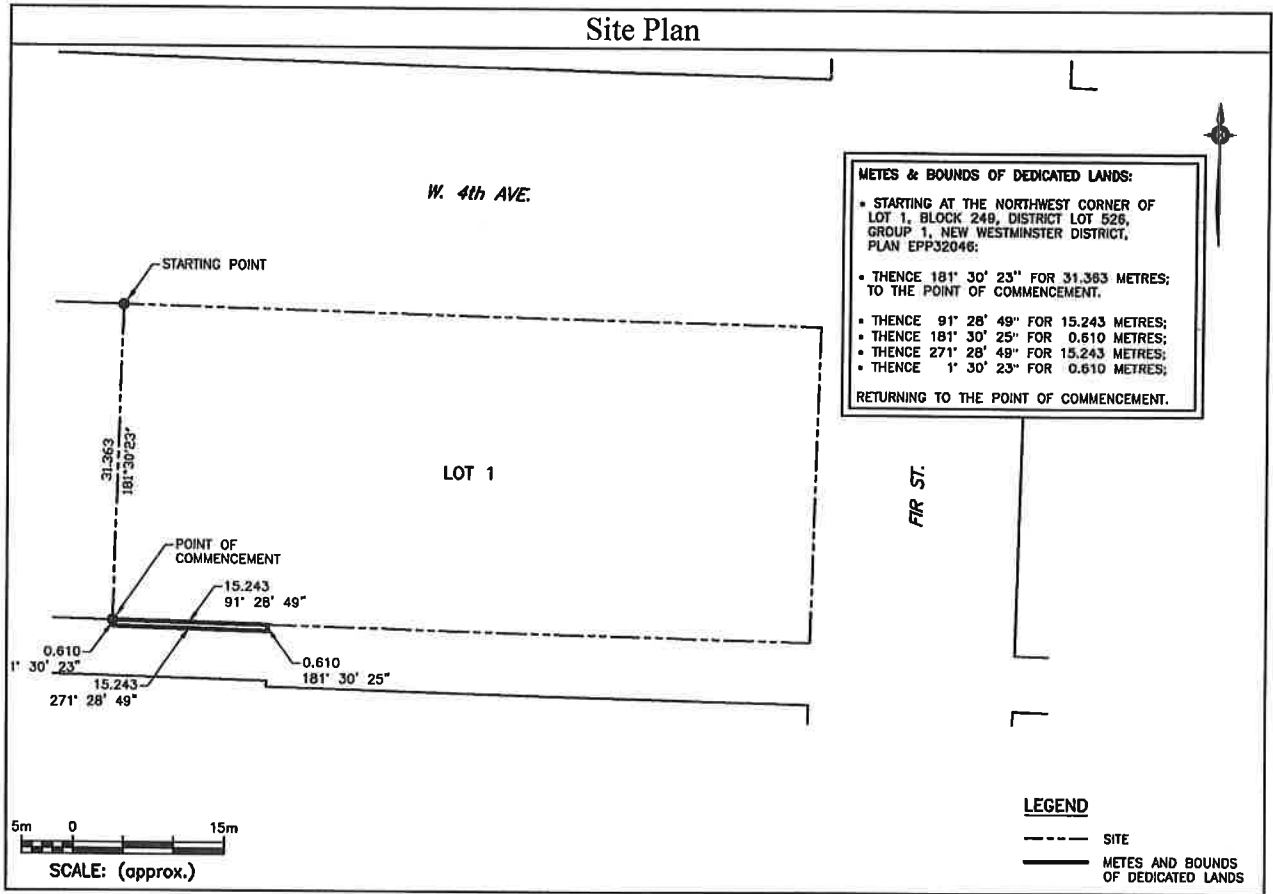 Site Plan
W. 4th AVE.
METES & BOUNDS OF DEDICATED LANDS:
• STARTING AT THE NORTHWEST CORNER OF
LOT 1, BLOCK 249, DISTRICT LOT 526,
GROUP 1, NEW WESTMINSTER DISTRICT,
PLAN EPP32046:
• THENCE 181° 30' 23" FOR 31.363 METRES;
TO THE POINT OF COMMENCEMENT.
• THENCE 91° 28' 49" FOR 15.243 METRES;
• THENCE 181° 30' 25" FOR 0.610 METRES;
• THENCE 271° 28' 49" FOR 15.243 METRES;
• THENCE 1° 30' 23" FOR 0.610 METRES;
RETURNING TO THE POINT OF COMMENCEMENT.
STARTING POINT
31.363
181°30'23"
LOT 1
FIR ST.
POINT OF
COMMENCEMENT
15.243
91° 28' 49"
0.610
1° 30' 23"
15.243
271° 28' 49"
0.610
181° 30' 25"
5m 0 15m
SCALE: (approx.)
LEGEND
SITE
METES AND BOUNDS
OF DEDICATED LANDS